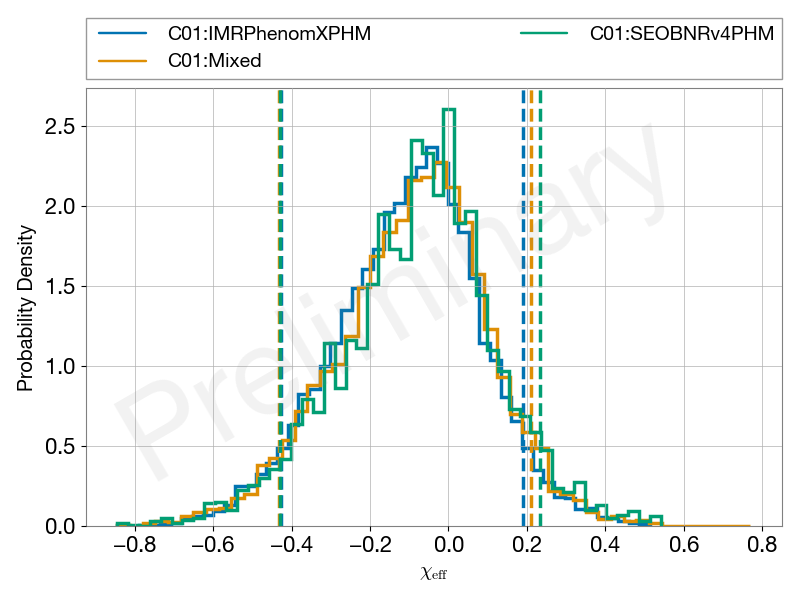 C01:IMRPhenomXPHM
C01:Mixed
C01:SEOBNRv4PHM
Probability Density
2.5
2.0
1.5
1.0
0.5
0.0
Preliminary
−0.8 −0.6 −0.4 −0.2 0.0 0.2 0.4 0.6 0.8
χeff